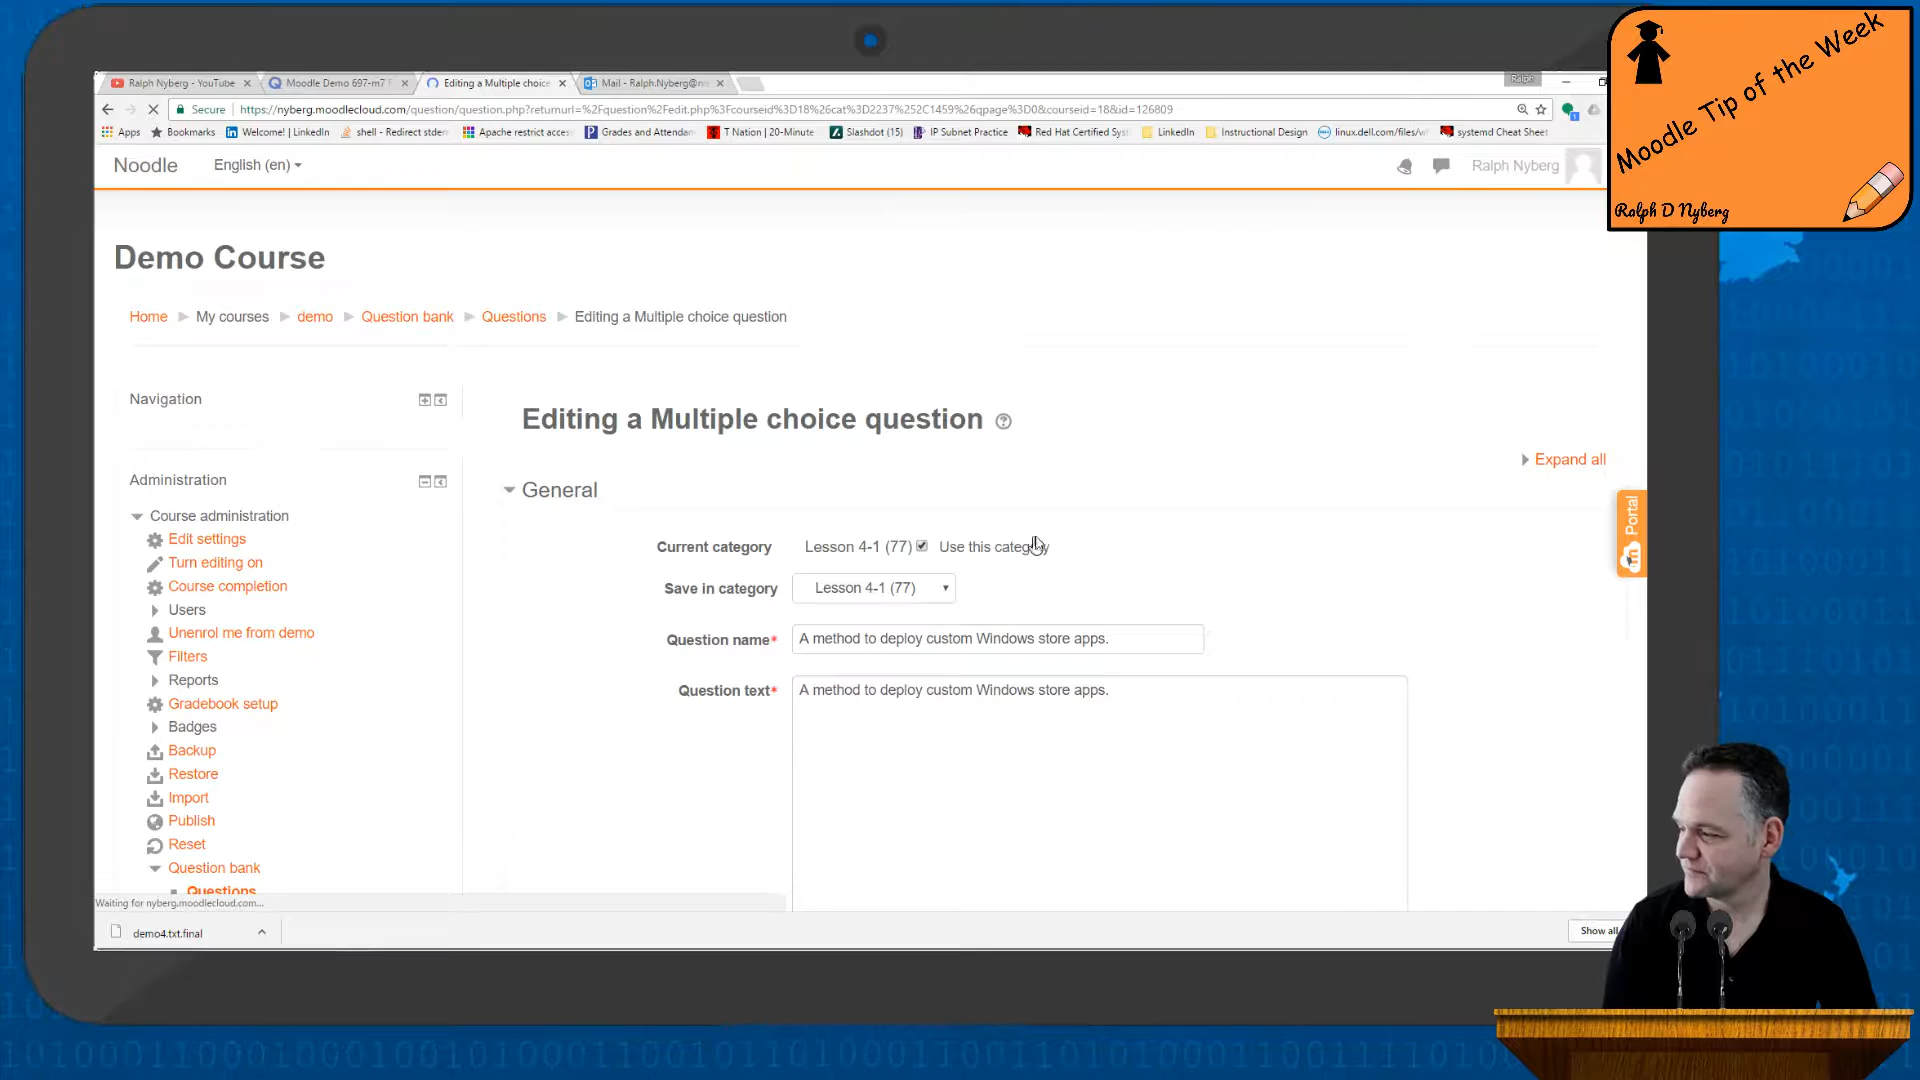 Moodle Tip of the Week
Ralph D Nyberg
Ralph Nyberg - YouTube
Moodle Demo 697-m7
Editing a Multiple choice
Mail - Ralph.Nyberg@
Ralph
Secure
https://nyberg.moodlecloud.com/question/question.php?returnurl=%2Fquestion%2Fedit.php%3Fcourseid%3D18%26cat%3D2237%252C1459%26qpage%3D0&courseid=18&id=126809
Apps
Bookmarks
Welcome! | LinkedIn
shell - Redirect stderr
Apache restrict acces
Grades and Attendan
T Nation | 20-Minute
Slashdot (15)
IP Subnet Practice
Red Hat Certified Sys
LinkedIn
Instructional Design
linux.dell.com/files/w
systemd Cheat Sheet
Noodle
English (en)
Ralph Nyberg
Demo Course
Home
My courses
demo
Question bank
Questions
Editing a Multiple choice question
Navigation
Administration
Course administration
Edit settings
Turn editing on
Course completion
Users
Unenrol me from demo
Filters
Reports
Gradebook setup
Badges
Backup
Restore
Import
Publish
Reset
Question bank
Questions
Editing a Multiple choice question
Expand all
General
Current category Lesson 4-1 (77) Use this category
Save in category Lesson 4-1 (77)
Question name* A method to deploy custom Windows store apps.
Question text* A method to deploy custom Windows store apps.
Portal
Waiting for nyberg.moodlecloud.com...
demo4.txt.final
Show all